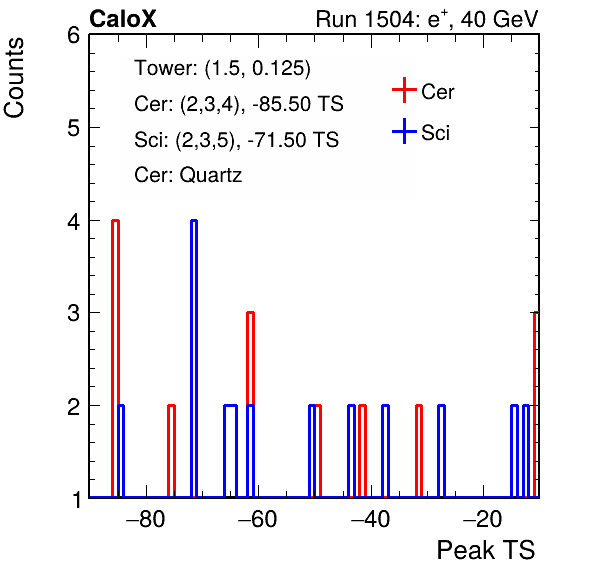 CaloX Run 1504: e⁺, 40 GeV
Counts
6
5
4
3
2
1
Tower: (1.5, 0.125)
Cer: (2,3,4), -85.50 TS
Sci: (2,3,5), -71.50 TS
Cer: Quartz
Cer
Sci
−80 −60 −40 −20
Peak TS